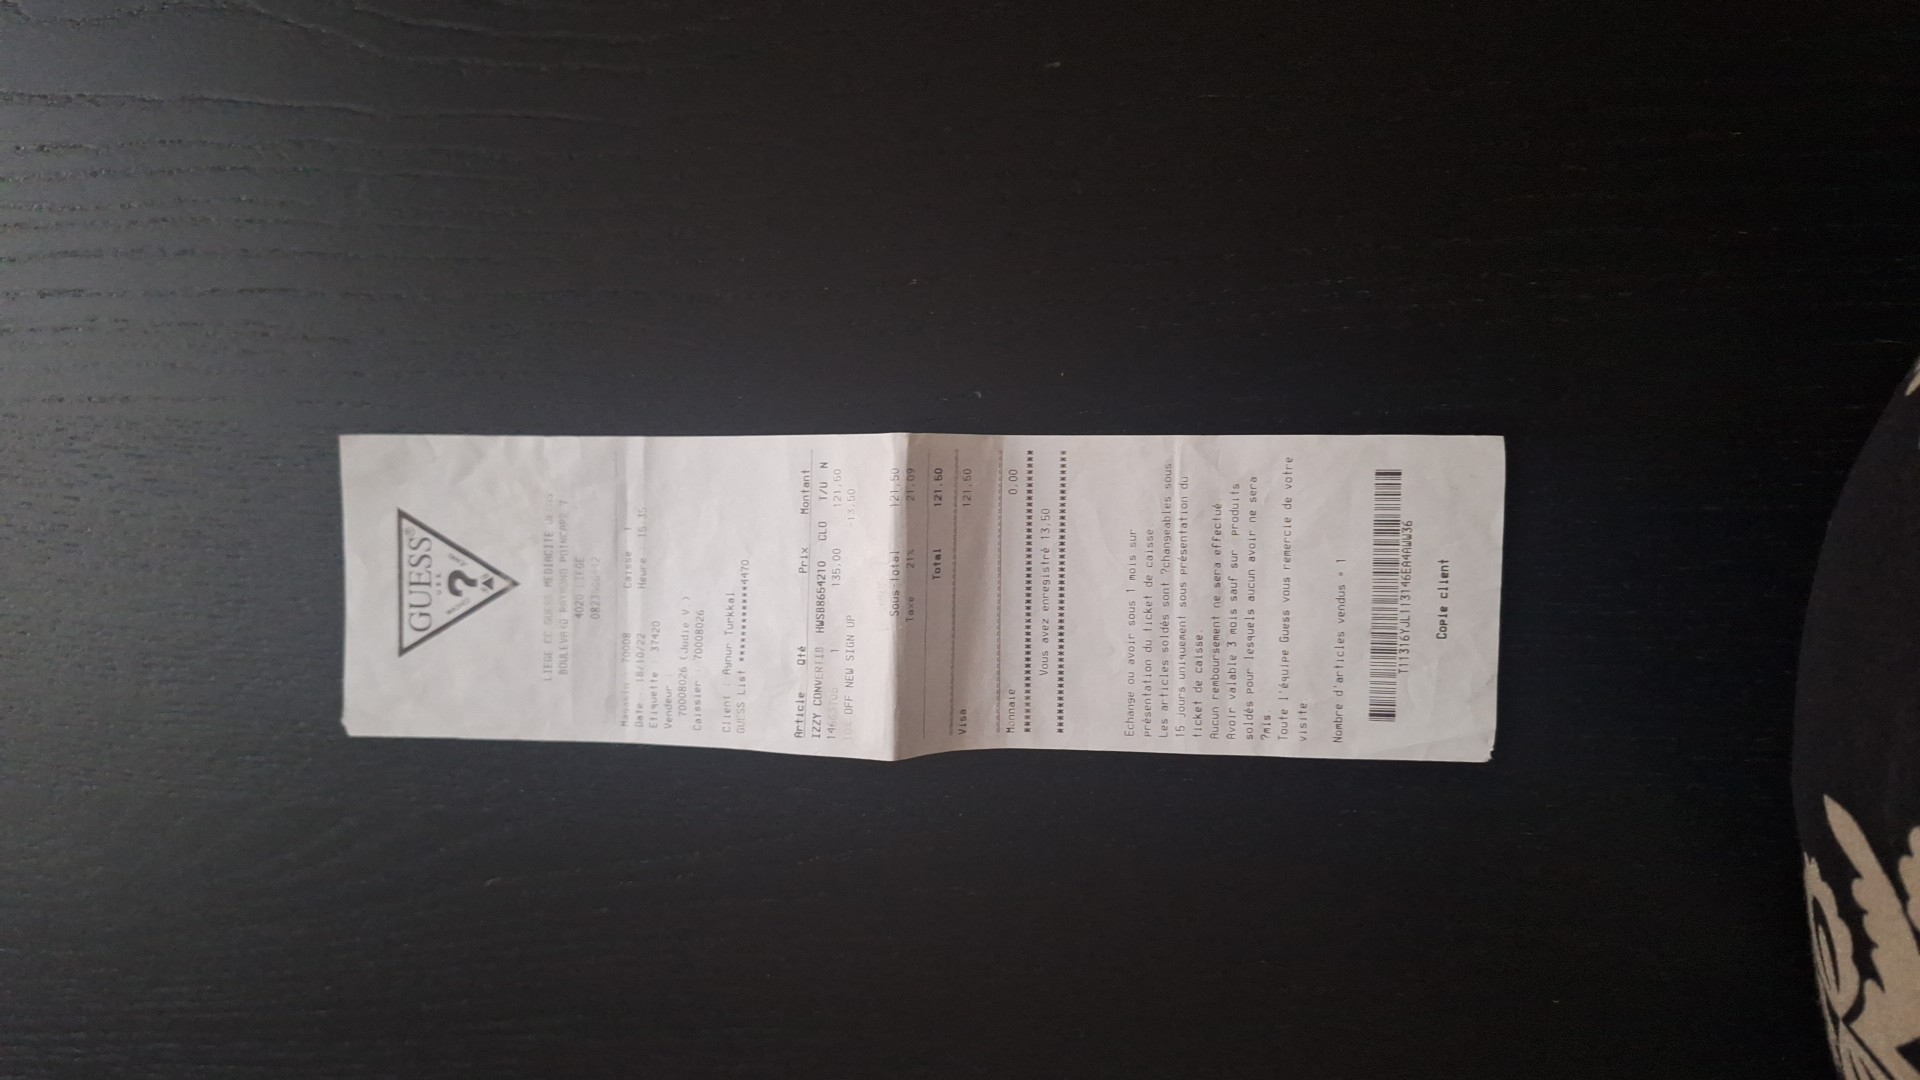 GUESS®
U.S.A.
?
LIEGE CC GUESS MEDIACITE
BOULEVARD RAYMOND POINCARE 7
4020 LIEGE
Magasin : 70008 Caisse : 1
Date : 18/10/22 Heure : 15:35
Etiquette : 37420
Vendeur :
70008026 (Jodie V.)
Caissier : 70008026
Client : Aynur Turkkal
GUESS List ************4470
Article Qté Prix Montant
IZZY CONVERTIB HWSB8654210 CLO T/U N
1 135.00 121.50
10% OFF NEW SIGN UP -13.50
Sous-total 121.50
Taxe 21% 21.09
Total 121.50
Visa 121.50
Monnaie 0.00
Vous avez enregistré 13.50
Echange ou avoir sous 1 mois sur
présentation du ticket de caisse
Les articles soldés sont ?changeables sous
15 jours uniquement sous présentation du
ticket de caisse.
Aucun remboursement ne sera effectué
Avoir valable 3 mois sauf sur produits
soldés pour lesquels aucun avoir ne sera
?mis.
Toute l'équipe Guess vous remercie de votre
visite
Nombre d'articles vendus = 1
T11316YJL113146EA4AWW36
Copie client